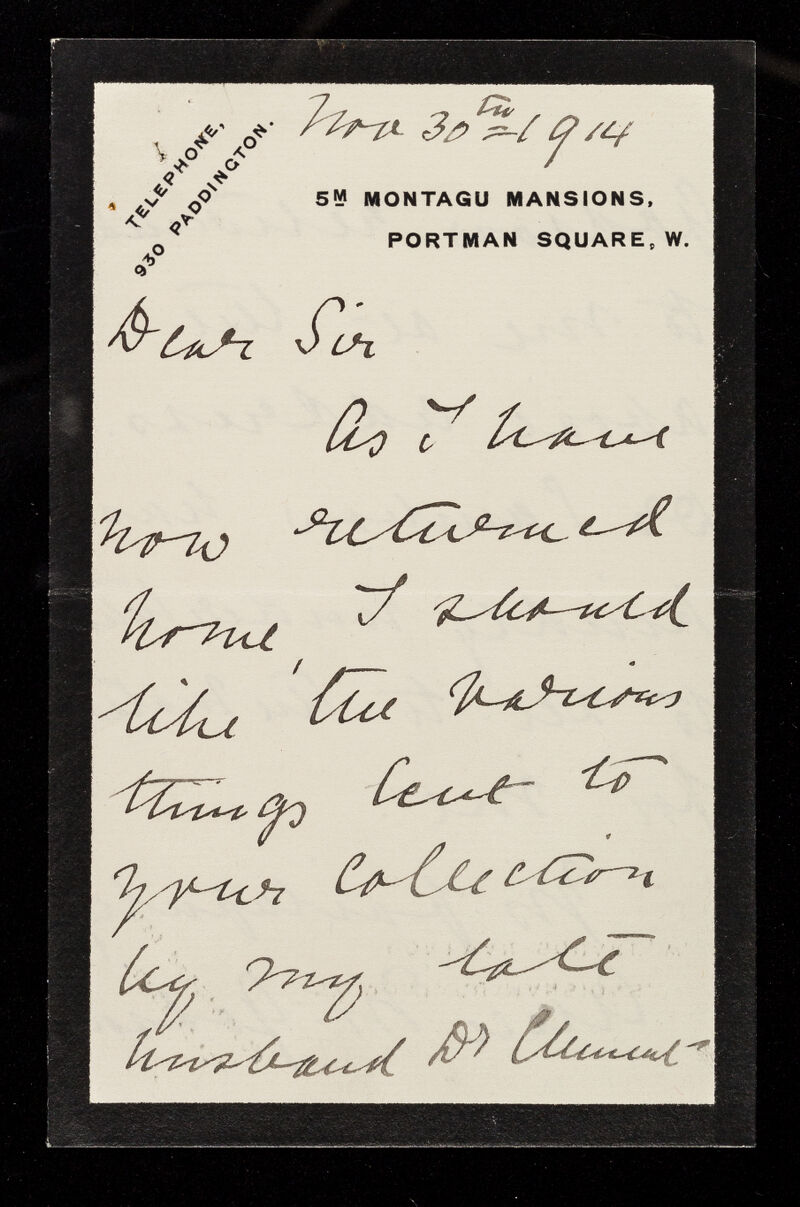 Nov 30th 1914
TELEPHONE,
930 PADDINGTON.
5M MONTAGU MANSIONS,
PORTMAN SQUARE, W.
Dear Sir
As I have
now returned
home, I should
like the various
things lent to
your collection
by my late
husband Dr Clement